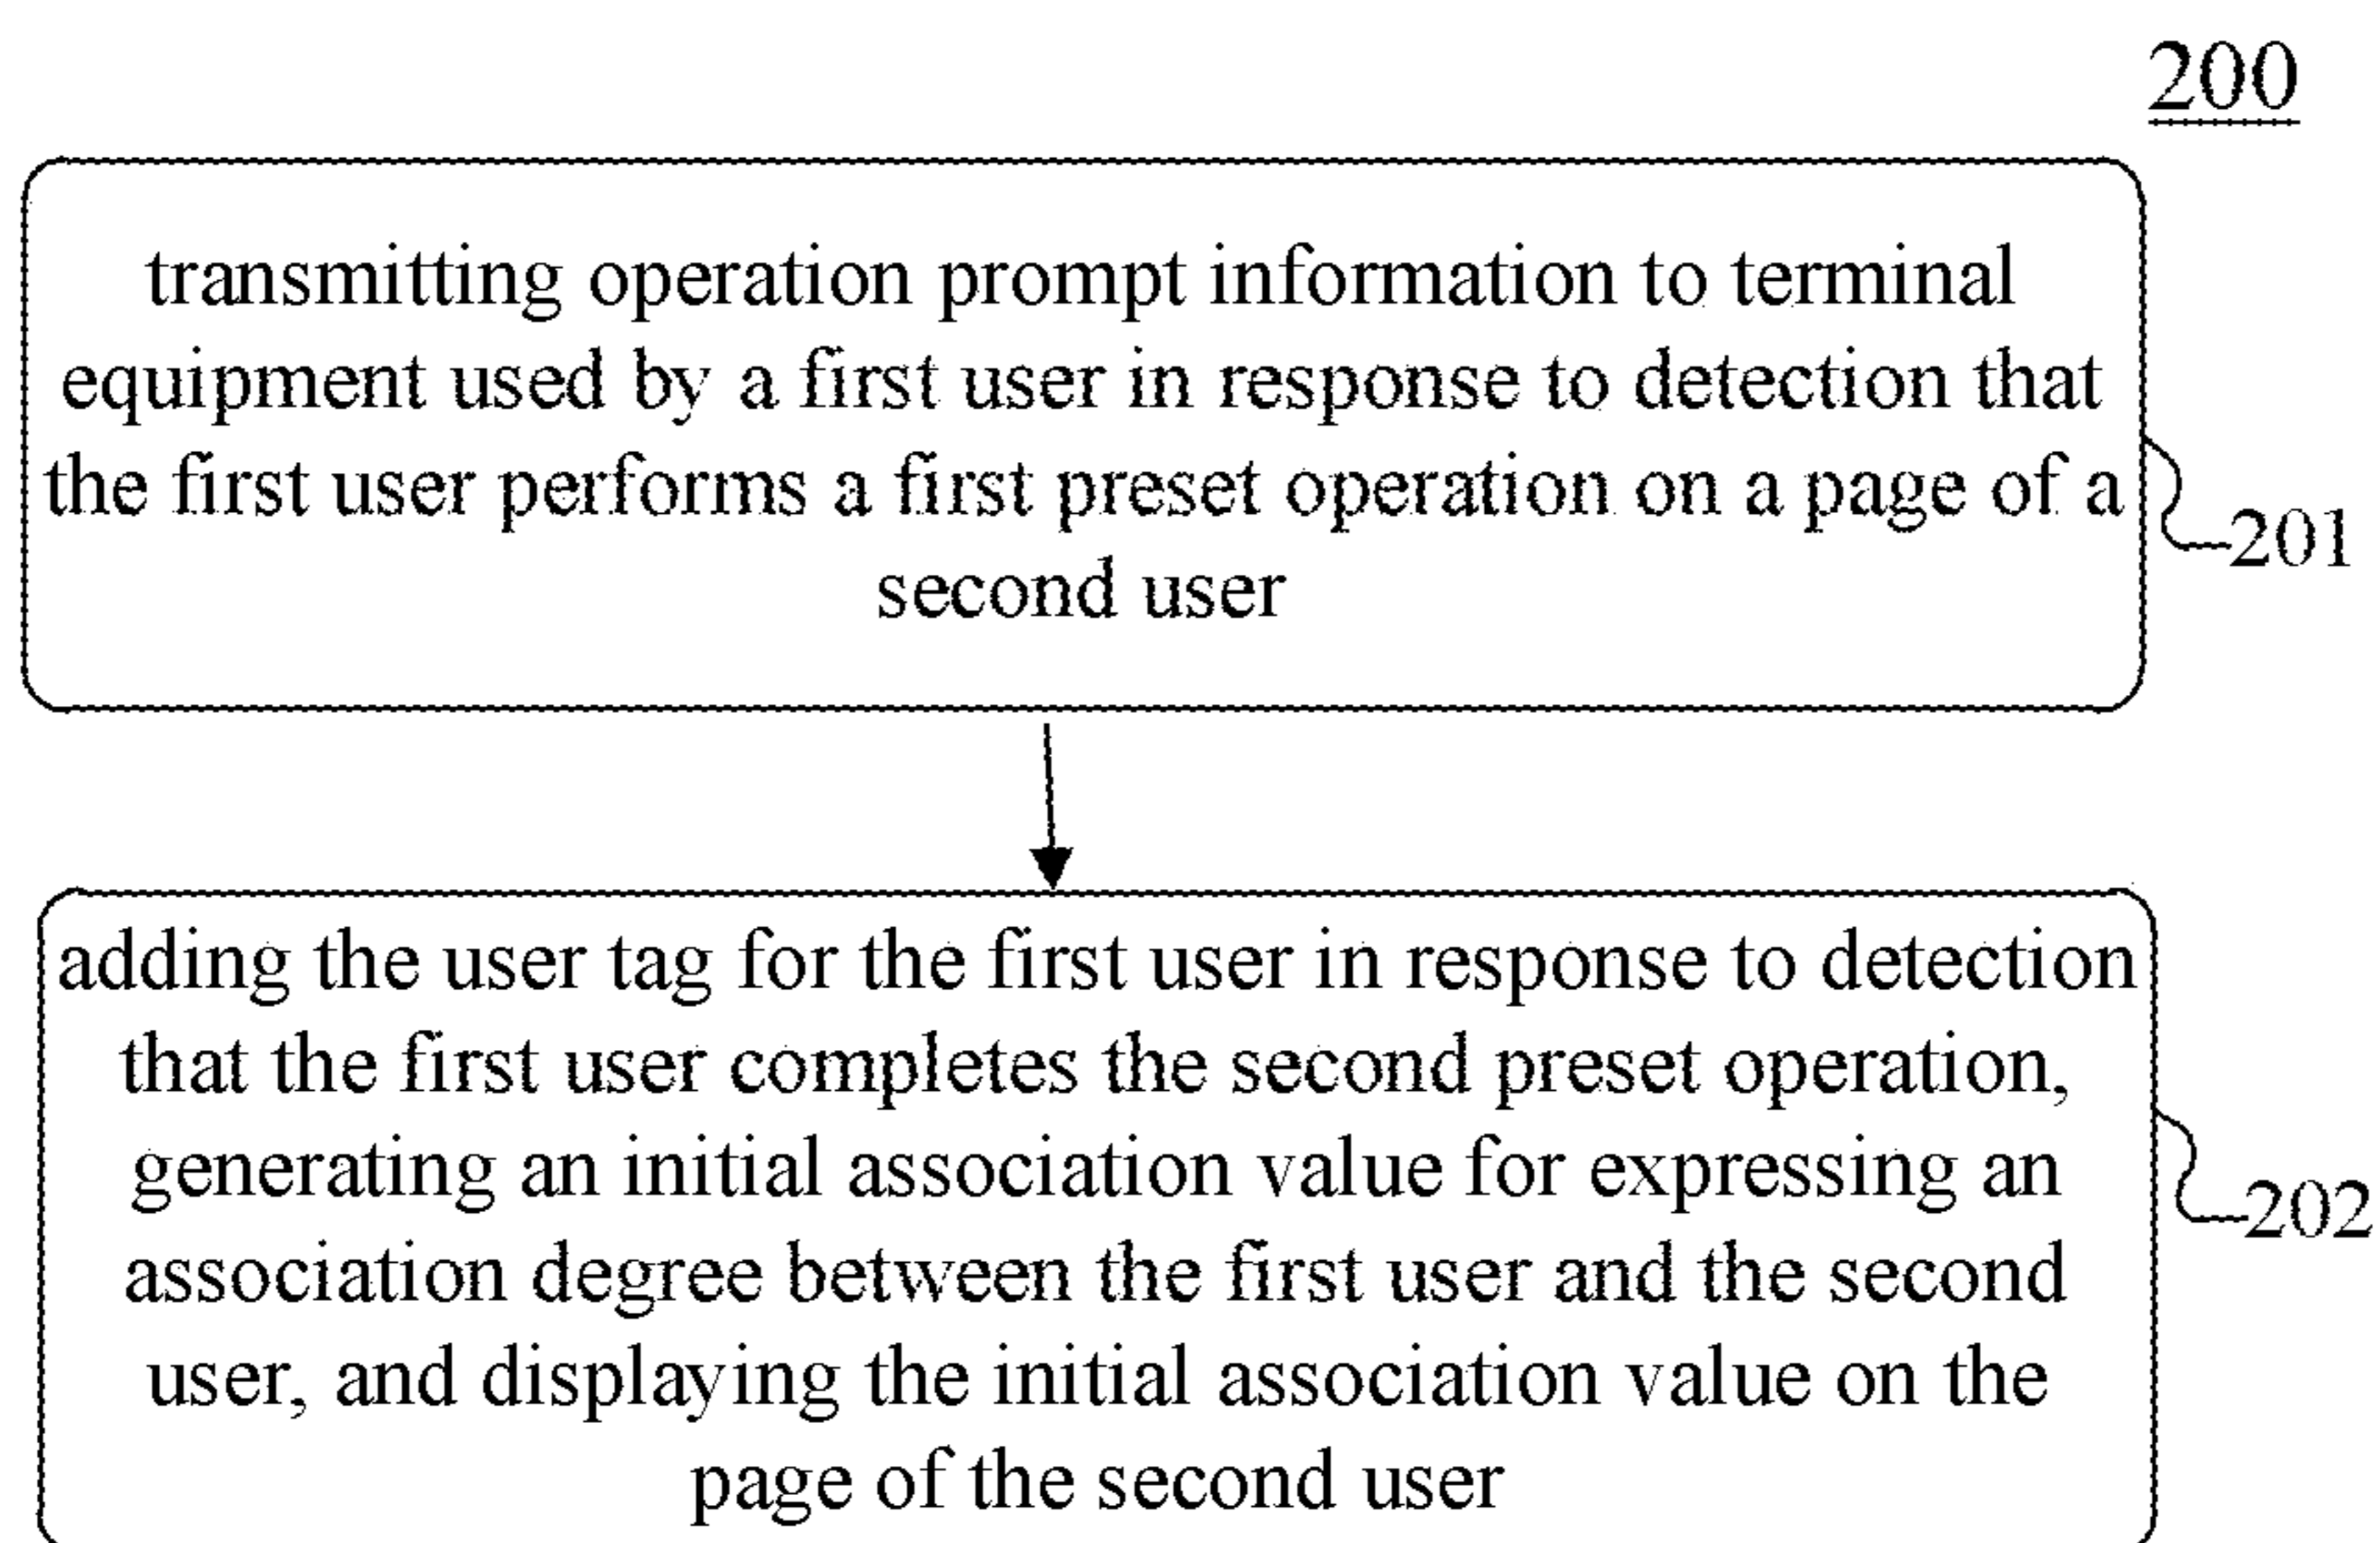 200
transmitting operation prompt information to terminal
equipment used by a first user in response to detection that
the first user performs a first preset operation on a page of a
second user
201
adding the user tag for the first user in response to detection
that the first user completes the second preset operation,
generating an initial association value for expressing an
association degree between the first user and the second
user, and displaying the initial association value on the
page of the second user
202